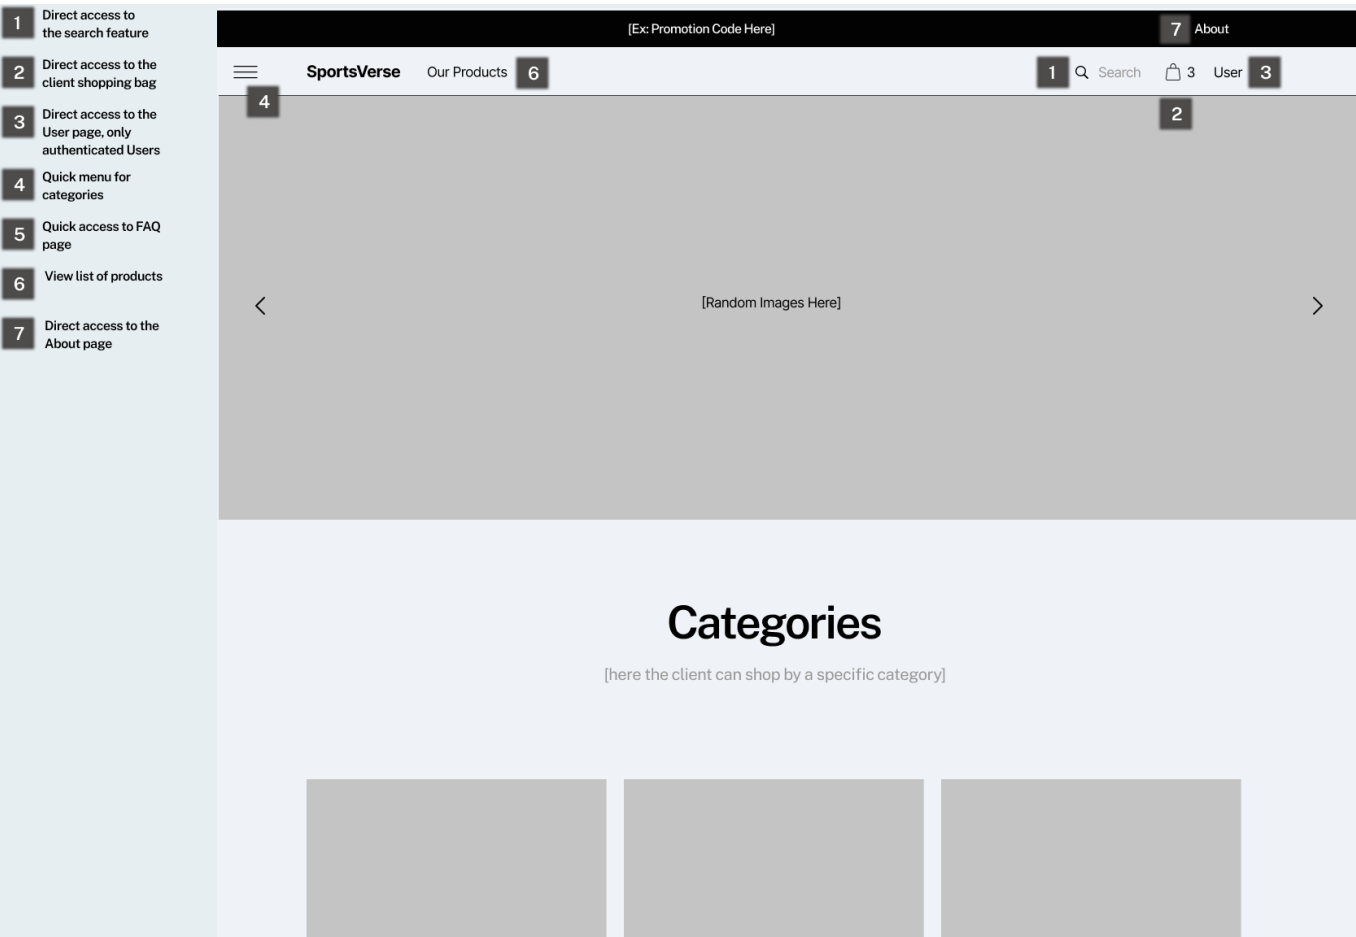 1 Direct access to
the search feature
2 Direct access to the
client shopping bag
3 Direct access to the
User page, only
authenticated Users
4 Quick menu for
categories
5 Quick access to FAQ
page
6 View list of products
7 Direct access to the
About page
[Ex: Promotion Code Here] 7 About
SportsVerse Our Products 6 1 Search 3 User 3
4 2
[Random Images Here]
Categories
[here the client can shop by a specific category]